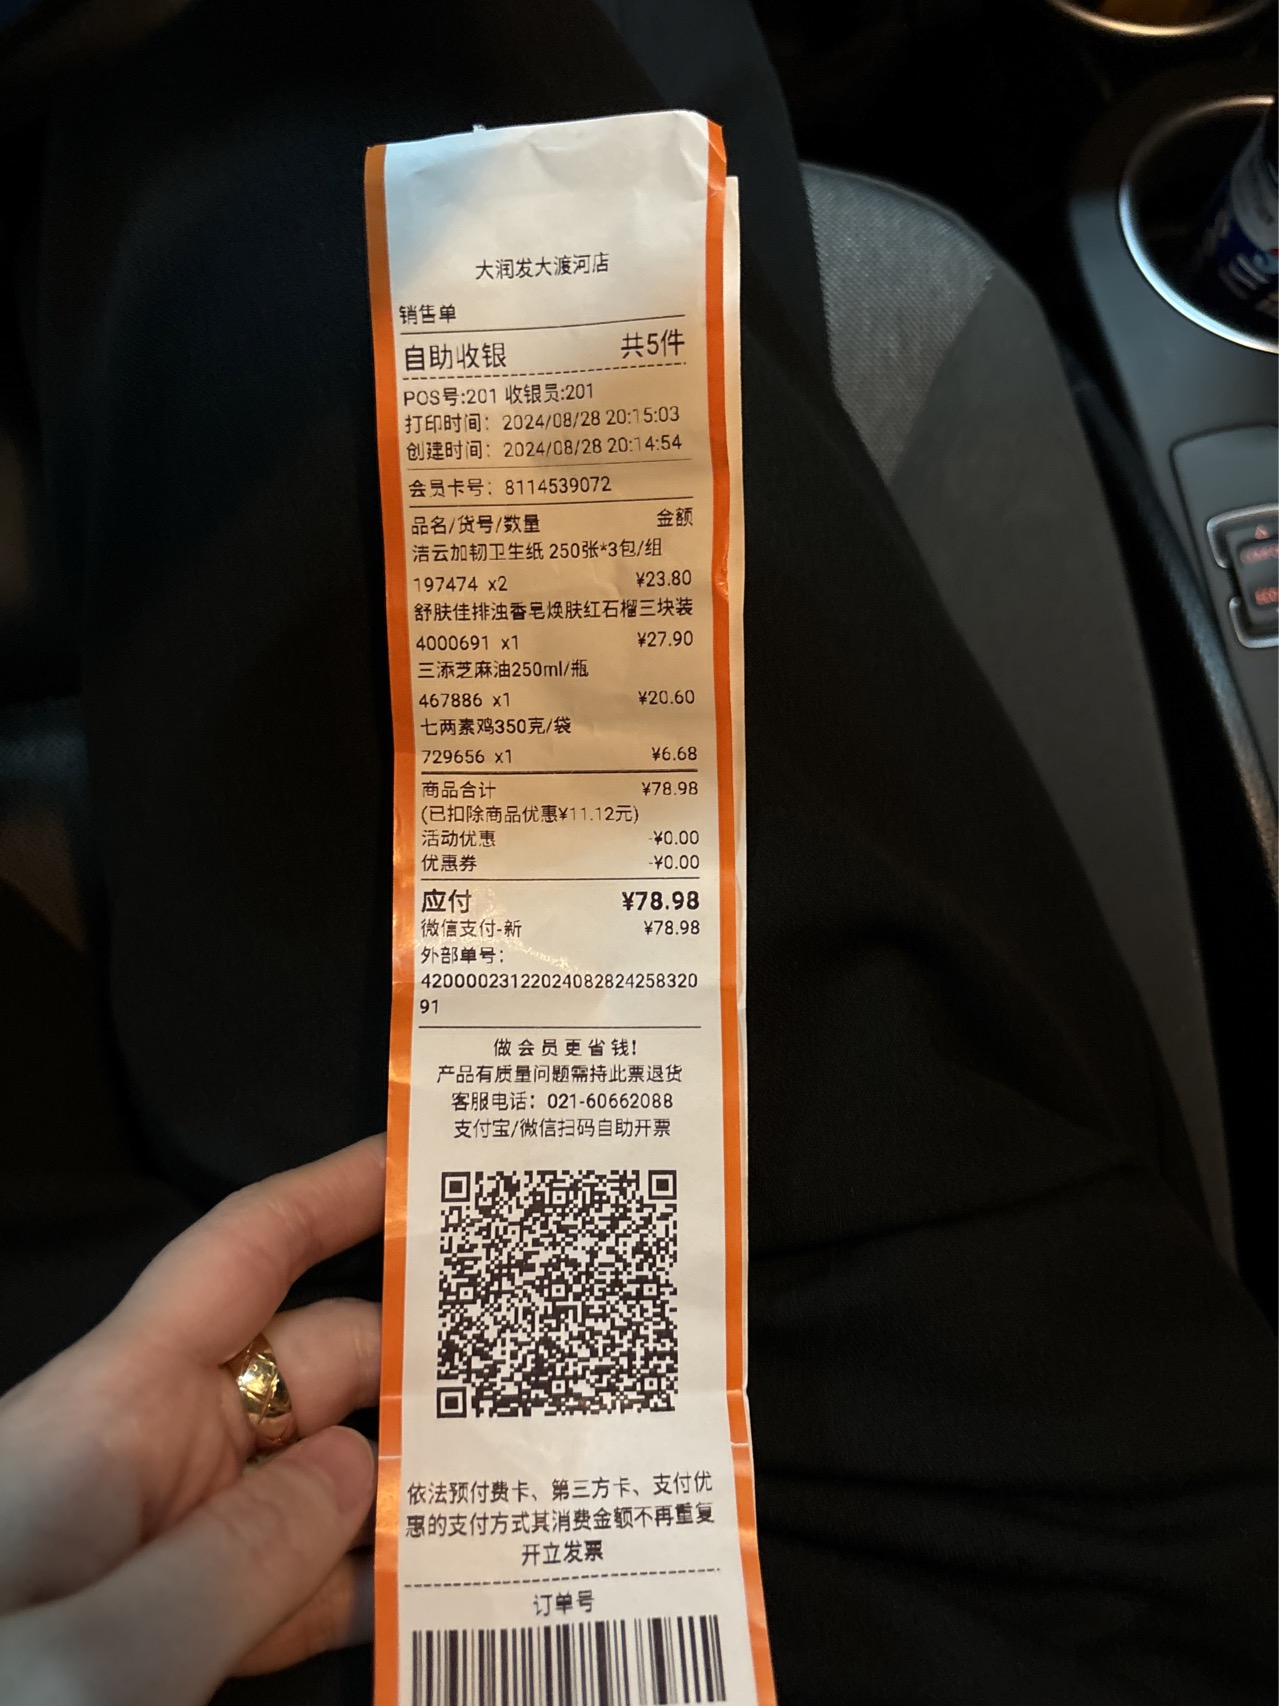 大润发大渡河店
销售单
自助收银 共5件
POS号:201 收银员:201
打印时间：2024/08/28 20:15:03
创建时间：2024/08/28 20:14:54
会员卡号：8114539072
品名/货号/数量 金额
洁云加韧卫生纸 250张*3包/组
197474 x2 ¥23.80
舒肤佳排浊香皂焕肤红石榴三块装
4000691 x1 ¥27.90
三添芝麻油250ml/瓶
467886 x1 ¥20.60
七两素鸡350克/袋
729656 x1 ¥6.68
商品合计 ¥78.98
(已扣除商品优惠¥11.12元)
活动优惠 -¥0.00
优惠券 -¥0.00
应付 ¥78.98
微信支付-新 ¥78.98
外部单号：
42000023122024082824258320
91
做会员更省钱!
产品有质量问题需持此票退货
客服电话：021-60662088
支付宝/微信扫码自助开票
依法预付费卡、第三方卡、支付优
惠的支付方式其消费金额不再重复
开立发票
订单号